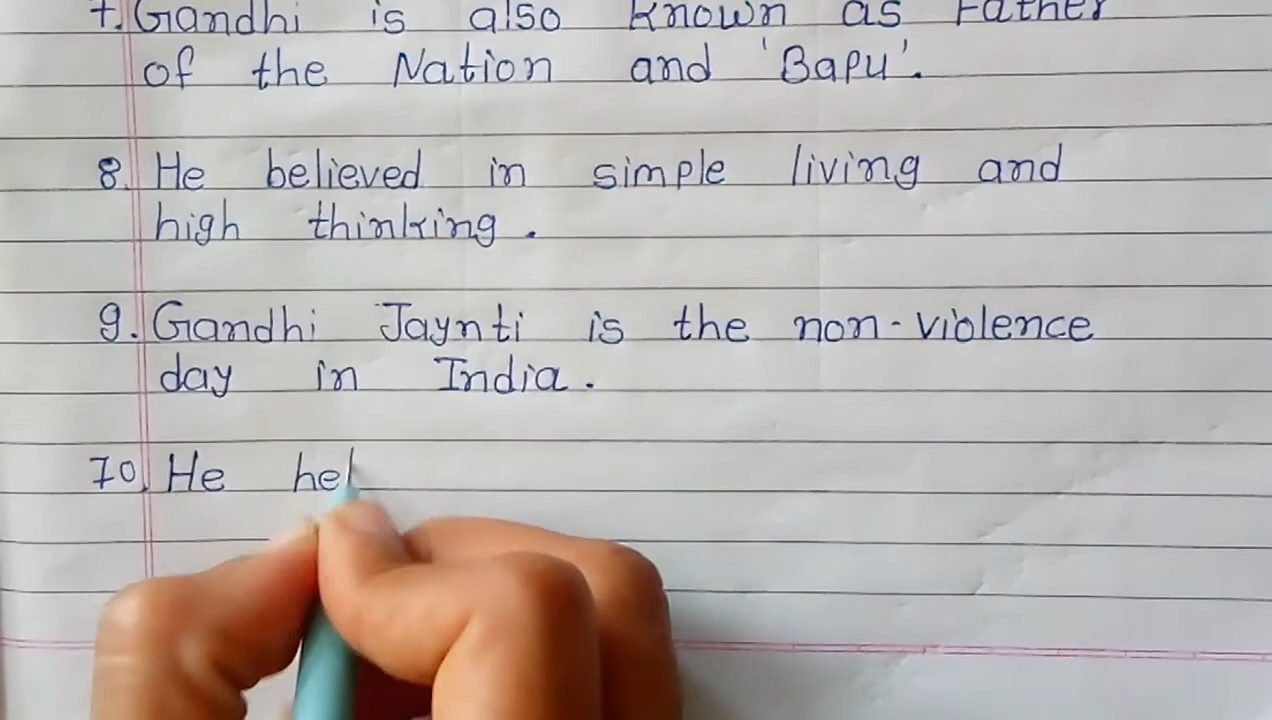 7. Gandhi is also known as Father
of the Nation and 'Bapu'.
8. He believed in simple living and
high thinking.
9. Gandhi Jaynti is the non-violence
day in India.
10. He hel